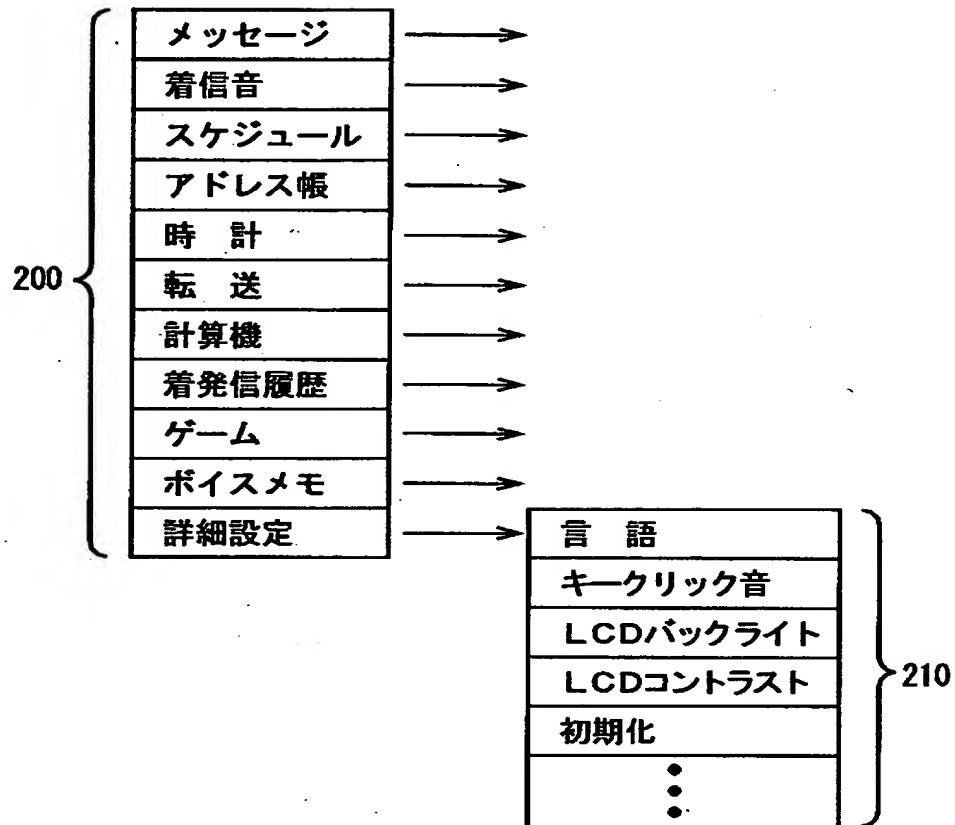 メッセージ
着信音
スケジュール
アドレス帳
時　計
200
転　送
計算機
着発信履歴
ゲーム
ボイスメモ
詳細設定
言　語
キークリック音
LCDバックライト
LCDコントラスト
210
初期化